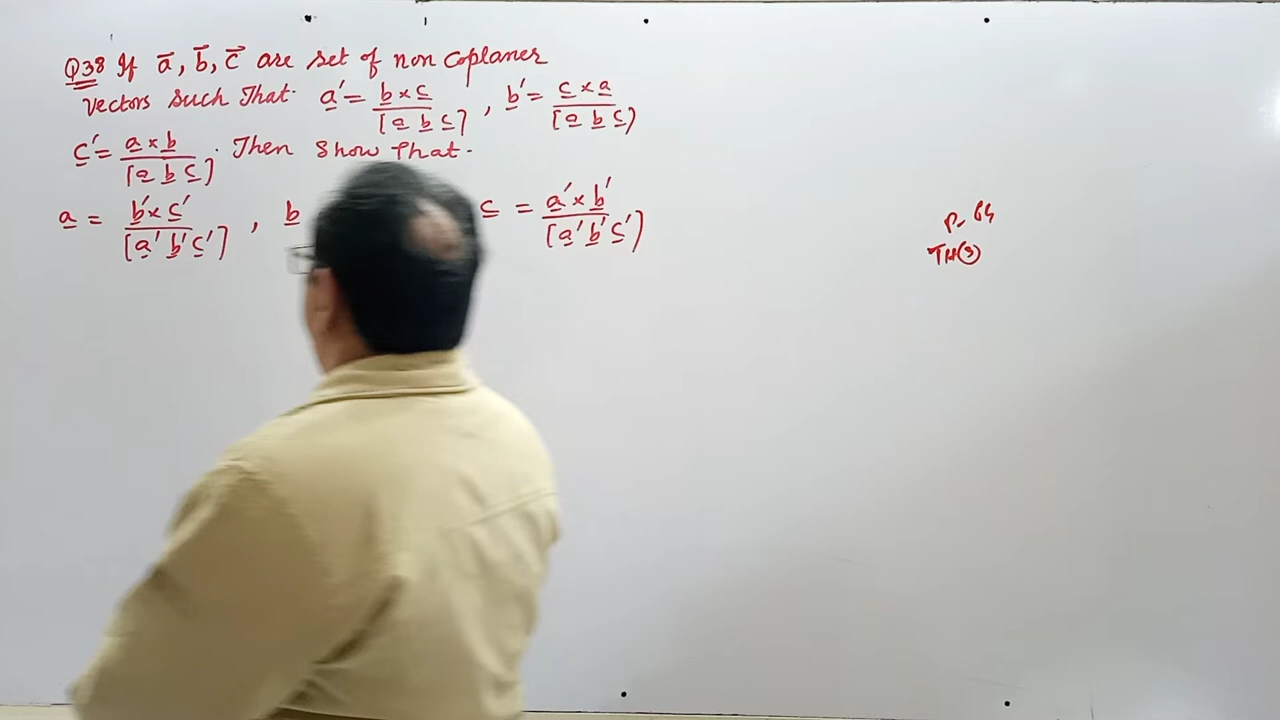 Q38 If a⃗, b⃗, c⃗ are set of non coplaner
vectors such that a̲' = (b̲ × c̲)/[a̲ b̲ c̲], b̲' = (c̲ × a̲)/[a̲ b̲ c̲]
c̲' = (a̲ × b̲)/[a̲ b̲ c̲]. Then show that.
a̲ = (b̲' × c̲')/[a̲' b̲' c̲'], b̲ c̲ = (a̲' × b̲')/[a̲' b̲' c̲']
P- 64
TH(3)